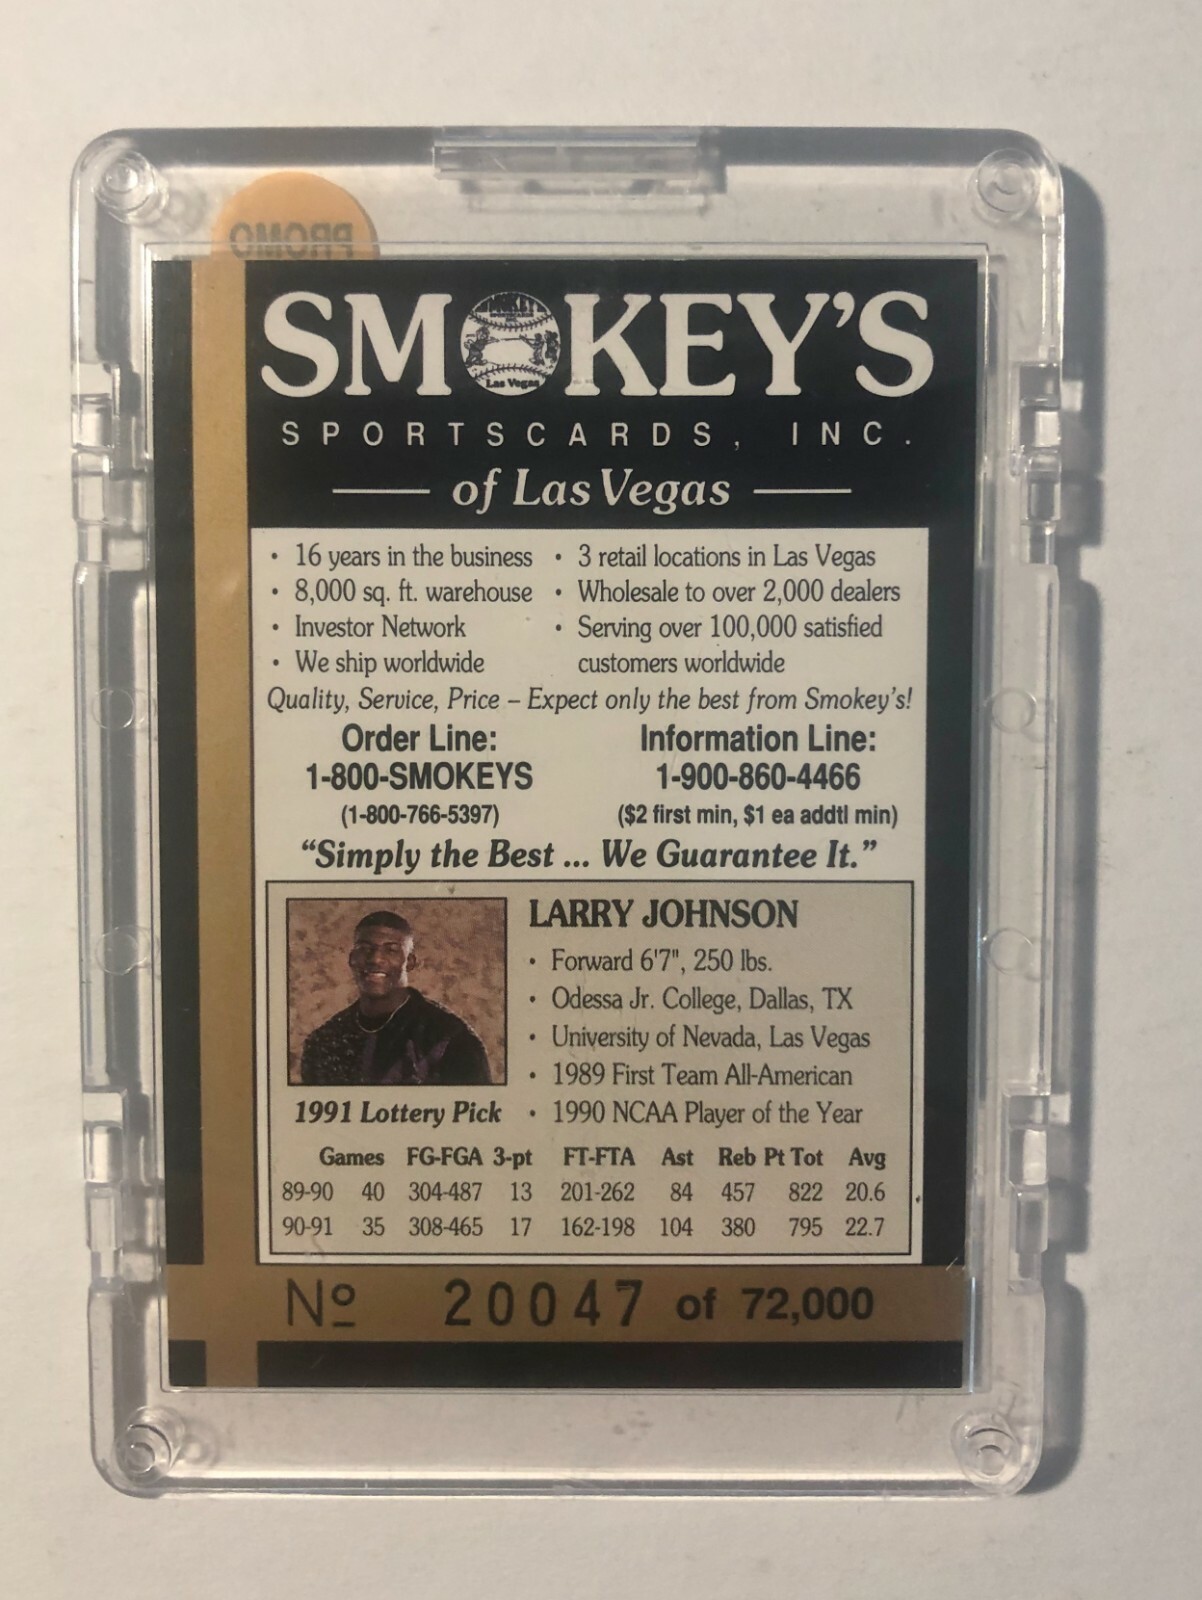 PROMO
SMOKEY'S
SMOKEY'S
SPORTSCARDS
INC.
Las Vegas
SPORTSCARDS, INC.
of Las Vegas
• 16 years in the business • 3 retail locations in Las Vegas
• 8,000 sq. ft. warehouse • Wholesale to over 2,000 dealers
• Investor Network • Serving over 100,000 satisfied
• We ship worldwide customers worldwide
Quality, Service, Price – Expect only the best from Smokey's!
Order Line: Information Line:
1-800-SMOKEYS 1-900-860-4466
(1-800-766-5397) ($2 first min, $1 ea addtl min)
“Simply the Best ... We Guarantee It.”
LARRY JOHNSON
• Forward 6'7", 250 lbs.
• Odessa Jr. College, Dallas, TX
• University of Nevada, Las Vegas
• 1989 First Team All-American
1991 Lottery Pick • 1990 NCAA Player of the Year
Games FG-FGA 3-pt FT-FTA Ast Reb Pt Tot Avg
89-90 40 304-487 13 201-262 84 457 822 20.6
90-91 35 308-465 17 162-198 104 380 795 22.7
Nº 20047 of 72,000